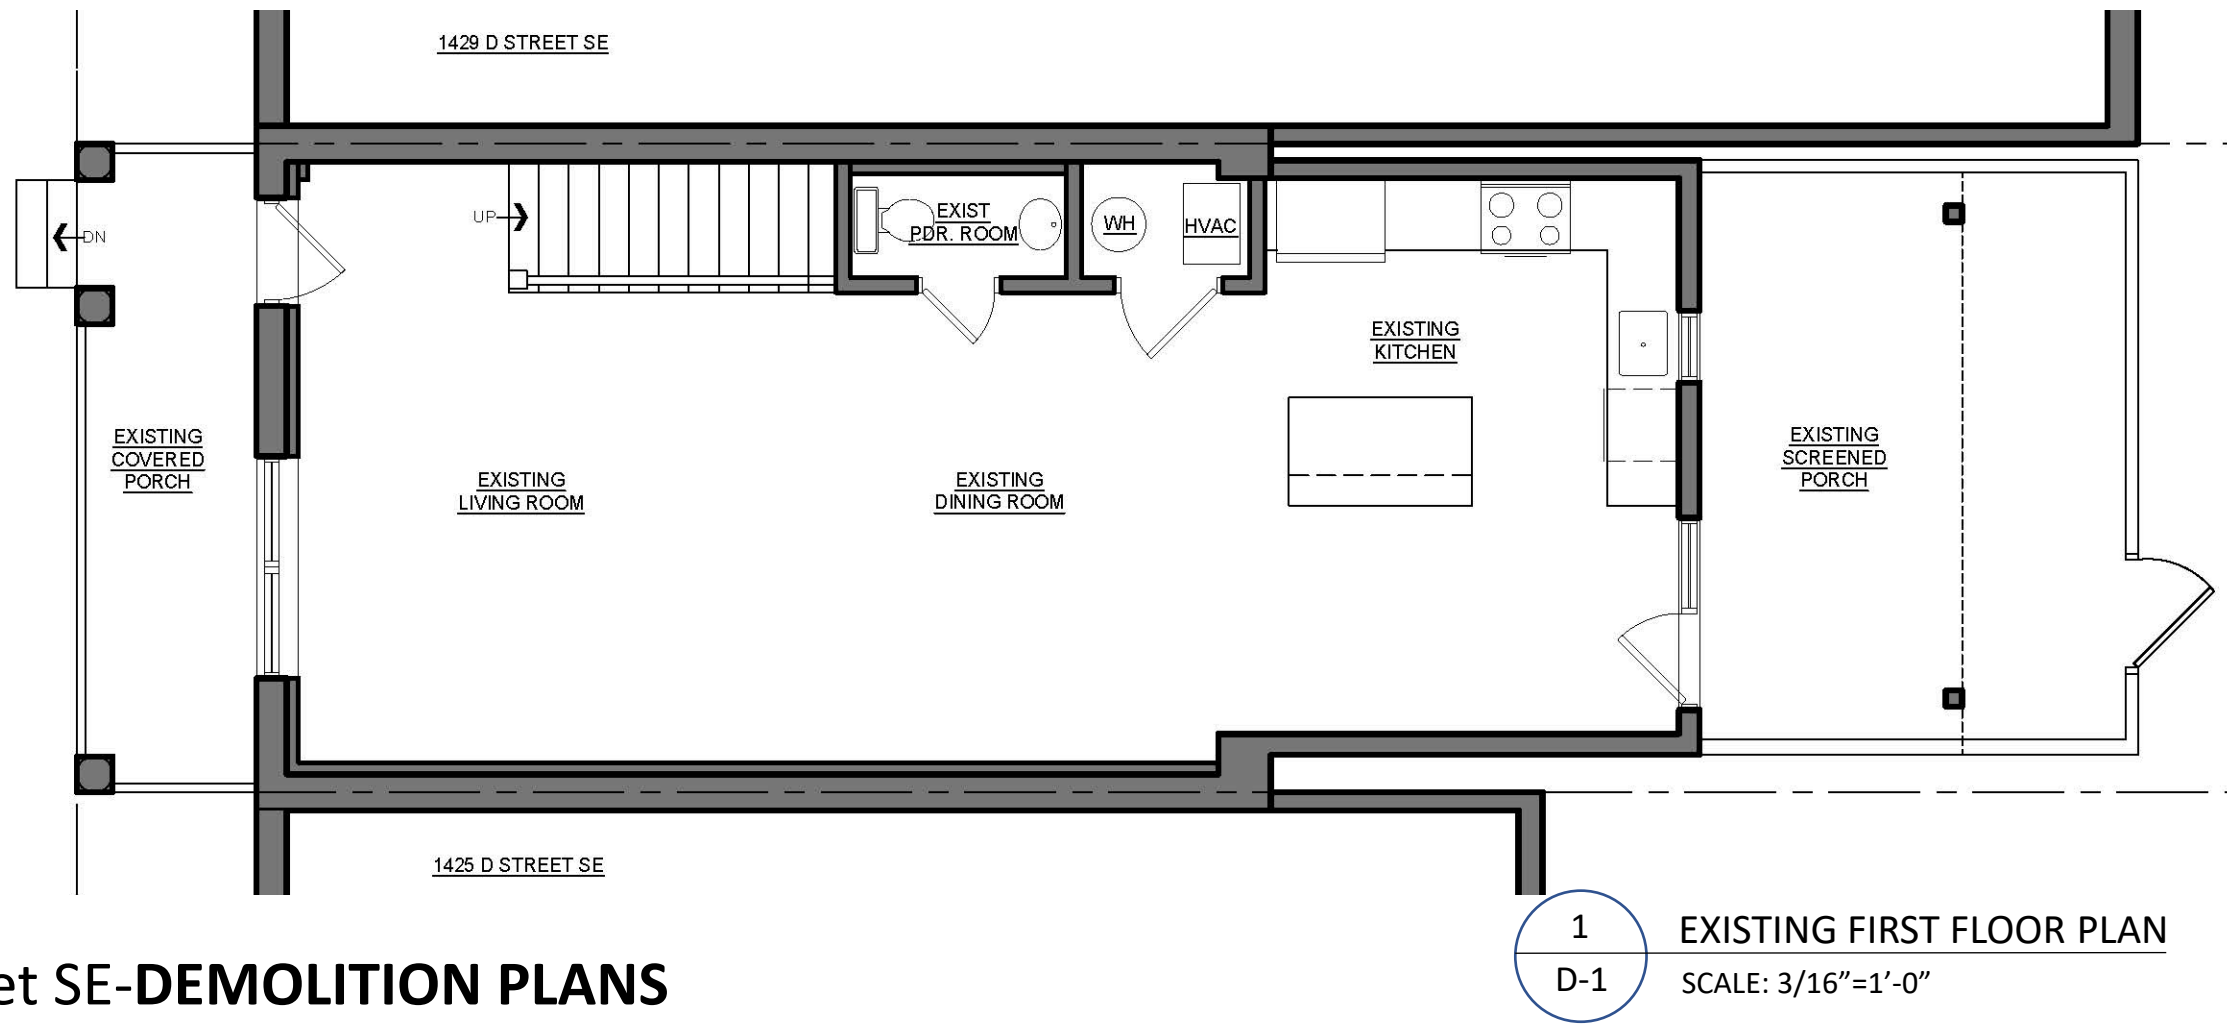 1429 D STREET SE
UP
DN
EXIST
PDR. ROOM
WH
HVAC
EXISTING
KITCHEN
EXISTING
COVERED
PORCH
EXISTING
LIVING ROOM
EXISTING
DINING ROOM
EXISTING
SCREENED
PORCH
1425 D STREET SE
1
D-1
EXISTING FIRST FLOOR PLAN
SCALE: 3/16”=1’-0”
et SE-DEMOLITION PLANS